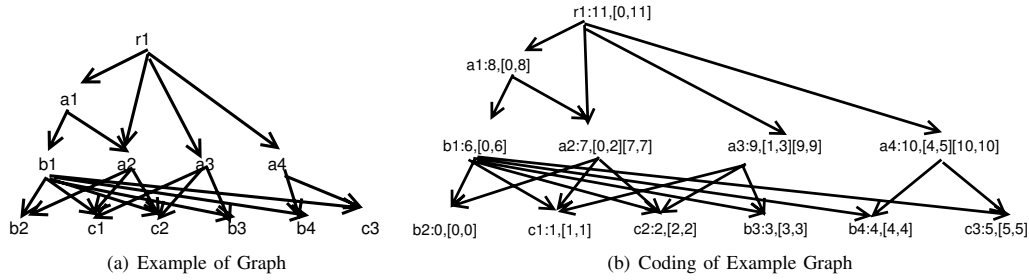 r1
a1
b1 a2 a3 a4
b2 c1 c2 b3 b4 c3
(a) Example of Graph
r1:11,[0,11]
a1:8,[0,8]
b1:6,[0,6] a2:7,[0,2][7,7] a3:9,[1,3][9,9] a4:10,[4,5][10,10]
b2:0,[0,0] c1:1,[1,1] c2:2,[2,2] b3:3,[3,3] b4:4,[4,4] c3:5,[5,5]
(b) Coding of Example Graph